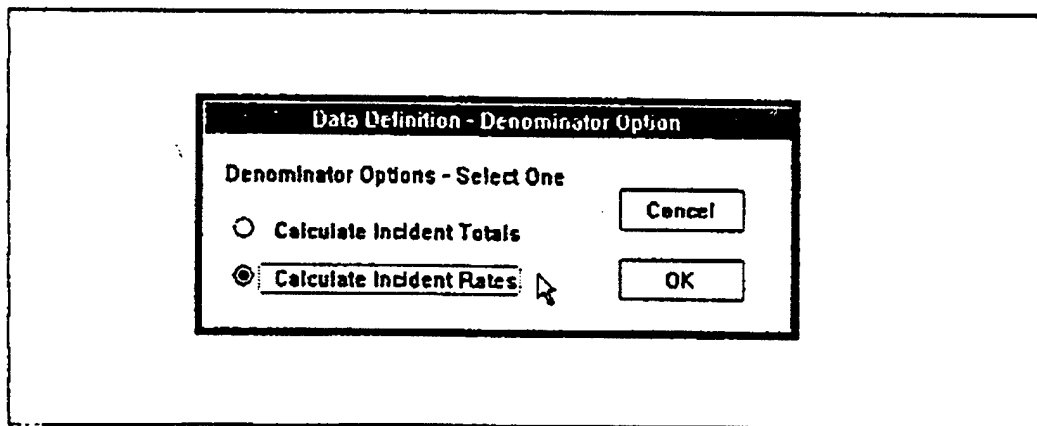 Data Definition - Denominator Option
Denominator Options - Select One
Cancel
Calculate Incident Totals
Calculate Incident Rates
OK